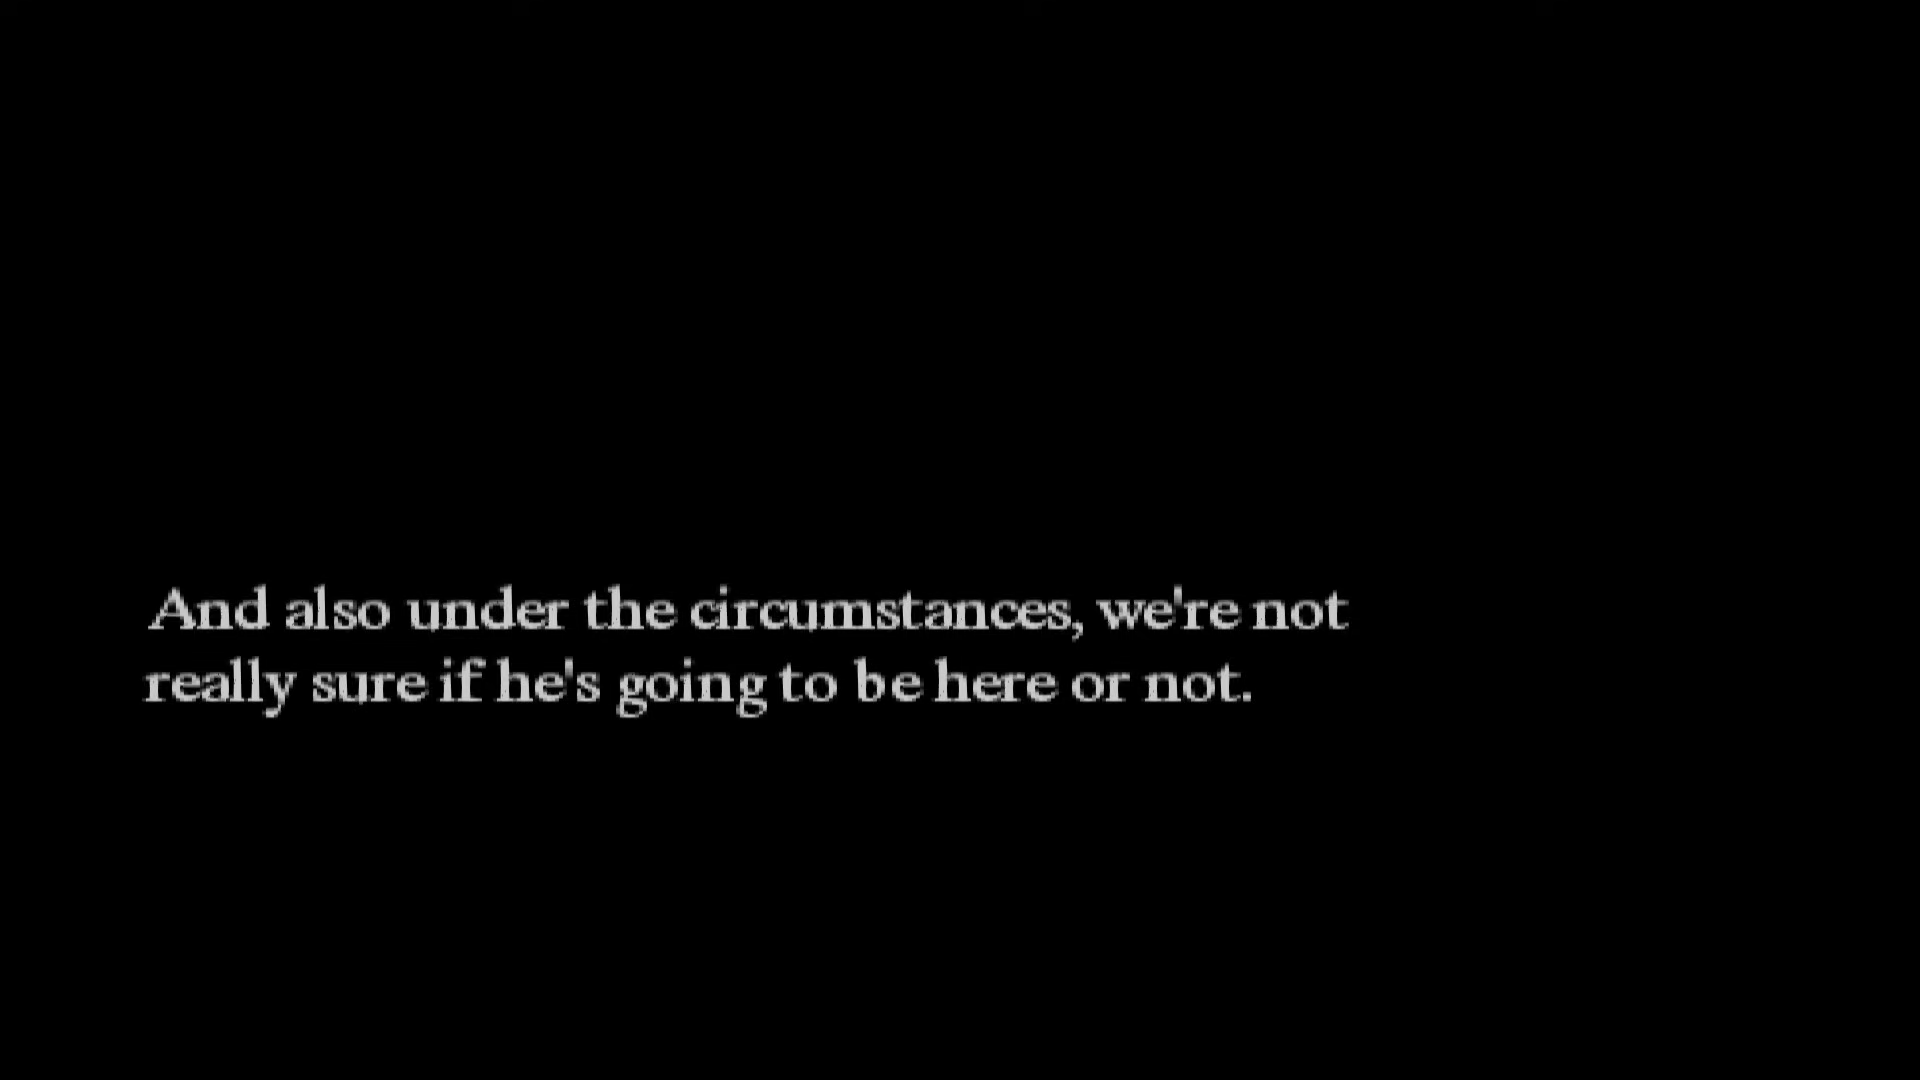 And also under the circumstances, we're not
really sure if he's going to be here or not.